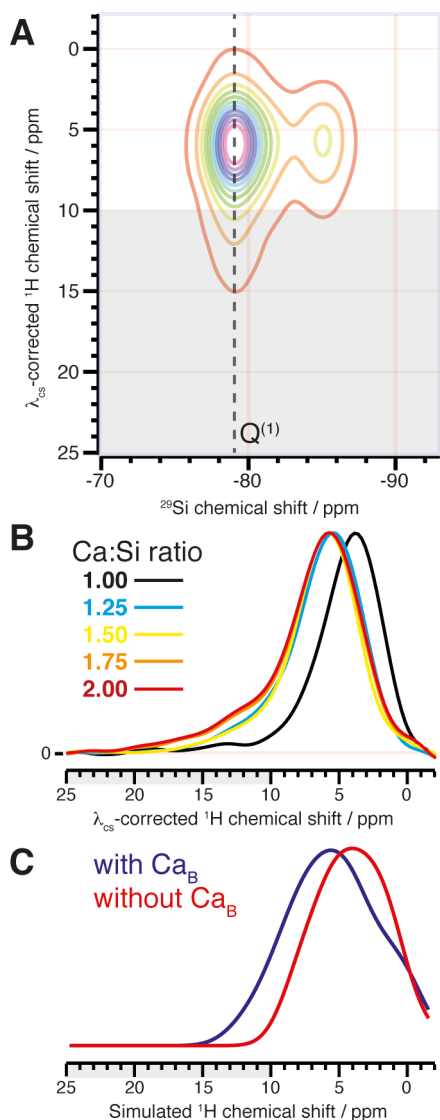 A
0
5
10
15
20
25
λcs-corrected ¹H chemical shift / ppm
Q⁽¹⁾
-70 -80 -90
²⁹Si chemical shift / ppm
B
Ca:Si ratio
1.00
1.25
1.50
1.75
2.00
0
25 20 15 10 5 0
λcs-corrected ¹H chemical shift / ppm
C
with CaB
without CaB
25 20 15 10 5 0
Simulated ¹H chemical shift / ppm